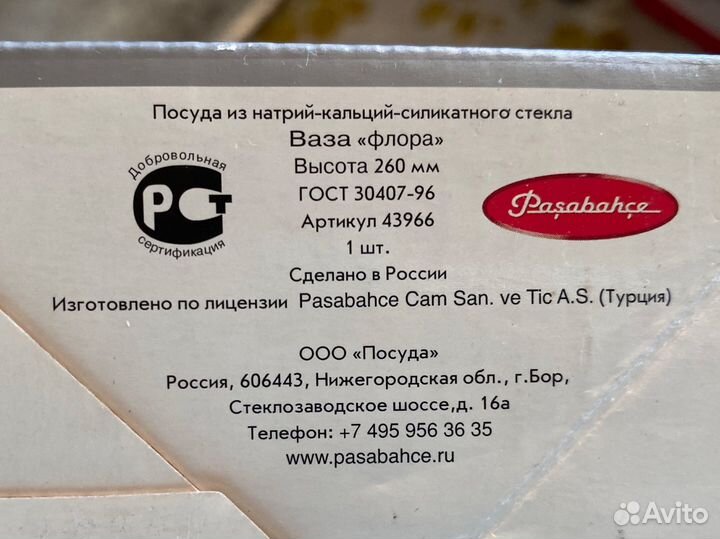 Посуда из натрий-кальций-силикатного стекла
Ваза «флора»
Высота 260 мм
ГОСТ 30407-96
Артикул 43966
1 шт.
Сделано в России
Изготовлено по лицензии Pasabahce Cam San. ve Tic A.S. (Турция)
Добровольная
РСТ
сертификация
Paşabahçe
ООО «Посуда»
Россия, 606443, Нижегородская обл., г.Бор,
Стеклозаводское шоссе,д. 16а
Телефон: +7 495 956 36 35
www.pasabahce.ru
Avito